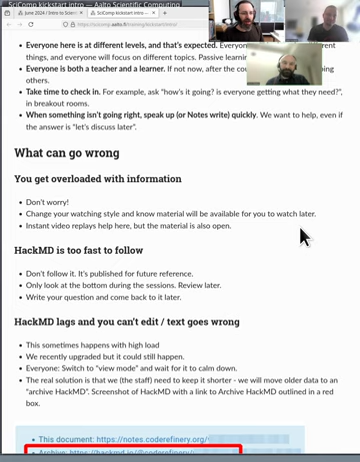 SciComp kickstart intro — Aalto Scientific Computing
June 2024 / Intro to Scien
SciComp kickstart intro — A
https://scicomp.aalto.fi/training/kickstart/intro/
• Everyone here is at different levels, and that's expected. Everyone
things, and everyone will focus on different topics. Passive learnin
• Everyone is both a teacher and a learner. If not now, after the cou
others.
• Take time to check in. For example, ask "how's it going? is everyone getting what they need?",
in breakout rooms.
• When something isn't going right, speak up (or Notes write) quickly. We want to help, even if
the answer is "let's discuss later".
What can go wrong
You get overloaded with information
• Don't worry!
• Change your watching style and know material will be available for you to watch later.
• Instant video replays help here, but the material is also open.
HackMD is too fast to follow
• Don't follow it. It's published for future reference.
• Only look at the bottom during the sessions. Review later.
• Write your question and come back to it later.
HackMD lags and you can't edit / text goes wrong
• This sometimes happens with high load
• We recently upgraded but it could still happen.
• Everyone: Switch to "view mode" and wait for it to calm down.
• The real solution is that we (the staff) need to keep it shorter - we will move older data to an
"archive HackMD". Screenshot of HackMD with a link to Archive HackMD outlined in a red
box.
• This document: https://notes.coderefinery.org/
• Archive: https://hackmd.io/@coderefinery/